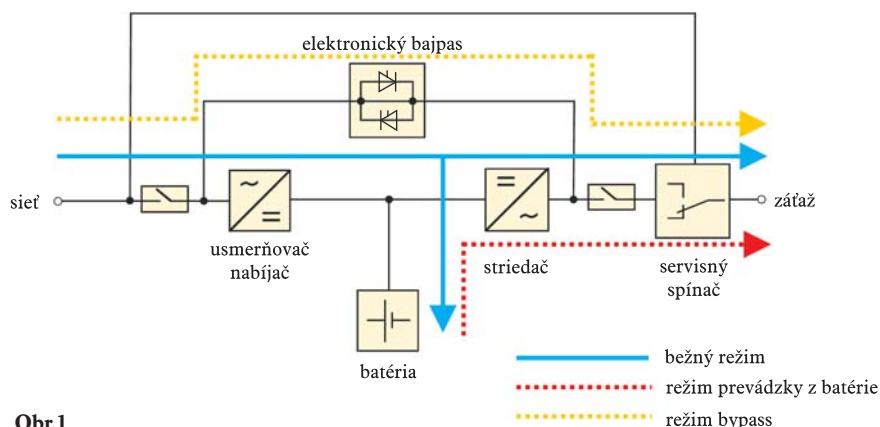 elektronický bajpas
sieť
záťaž
usmerňovač
nabíjač
striedač
servisný
spínač
batéria
bežný režim
režim prevádzky z batérie
režim bypass
Obr.1